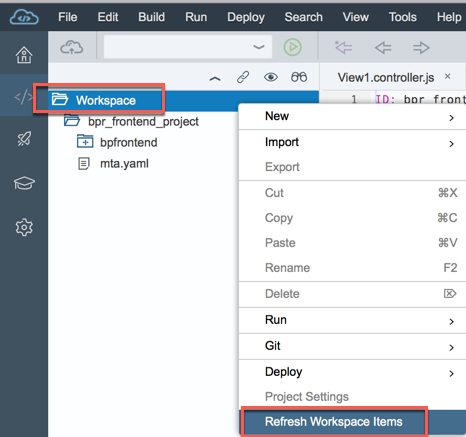 File Edit Build Run Deploy Search View Tools Help
View1.controller.js ×
Workspace
1 ID: bpr_front
bpr_frontend_project
bpfrontend
mta.yaml
New
Import
Export
Cut ⌘X
Copy ⌘C
Paste ⌘V
Rename F2
Delete ⌦
Run
Git
Deploy
Project Settings
Refresh Workspace Items